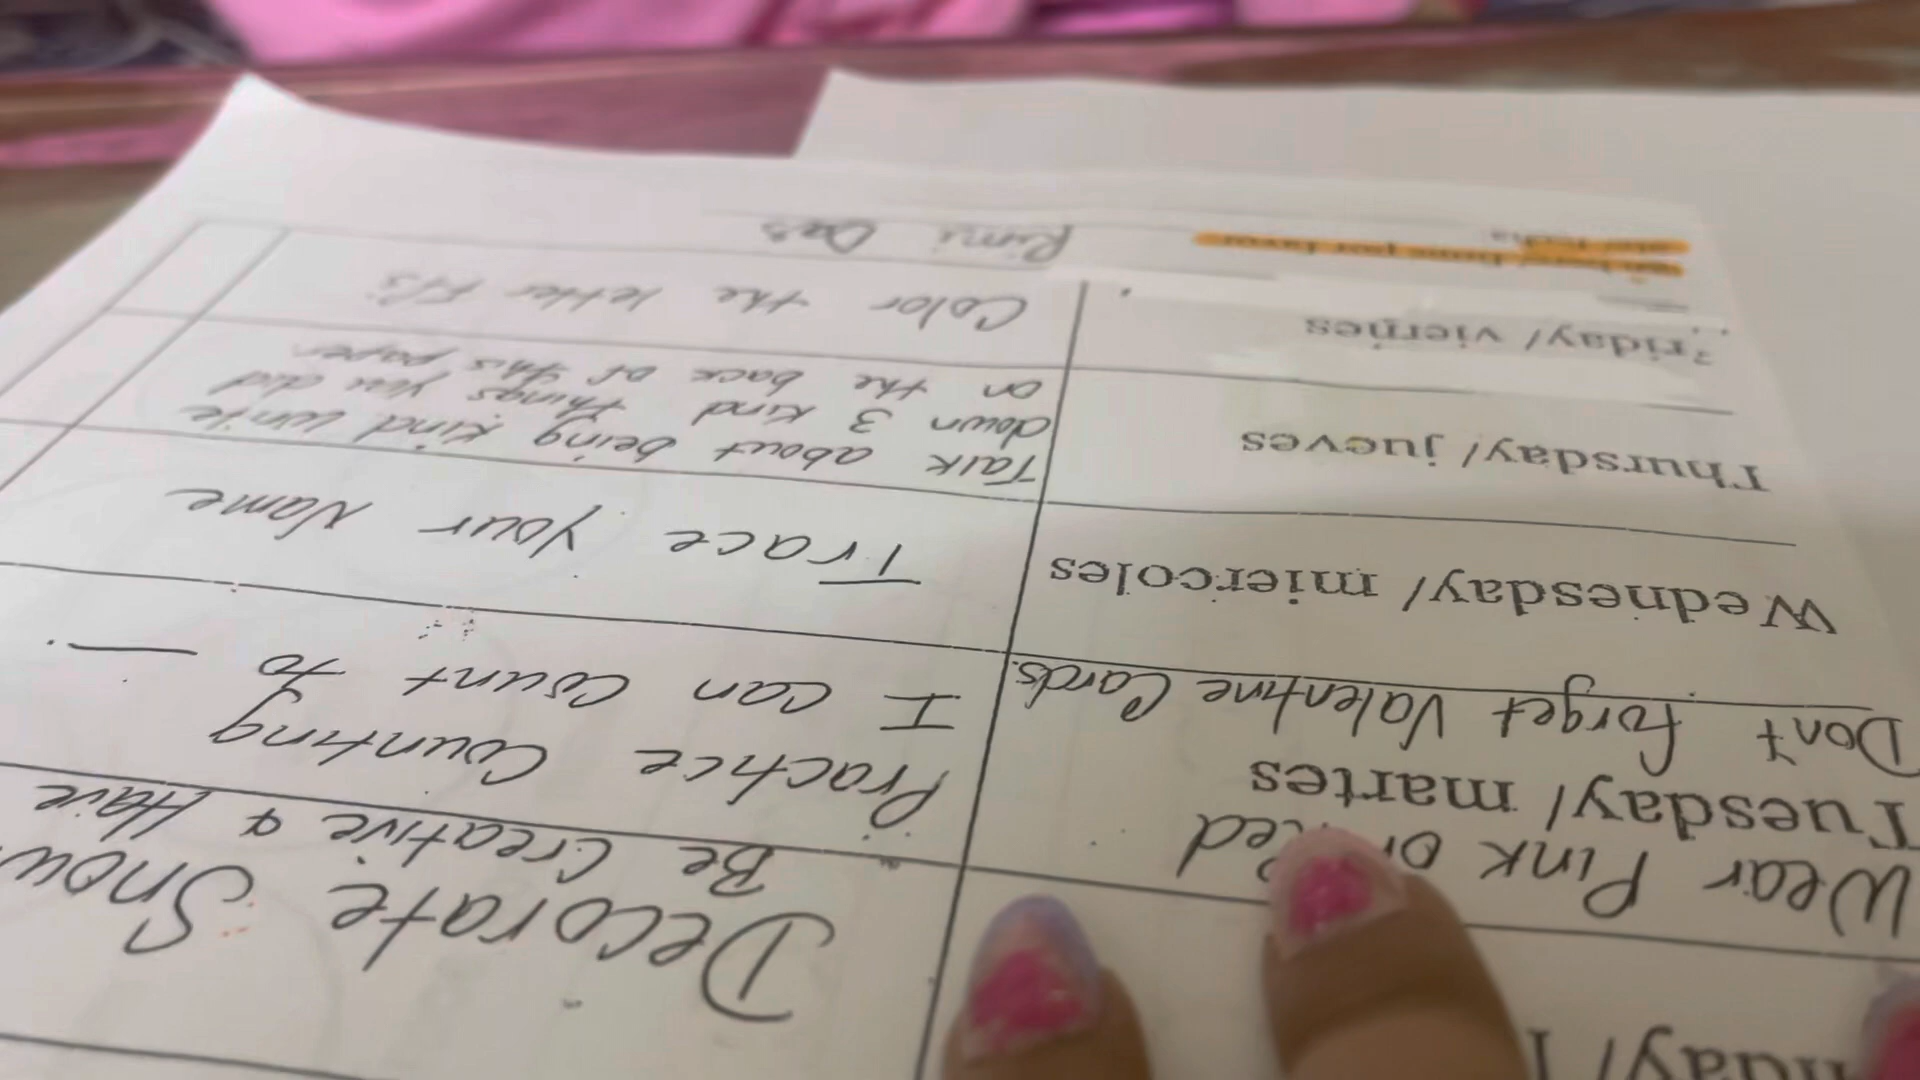 Decorate Snow
Be Creative & Have
Wear Pink or Red
Tuesday/ martes
Don't forget Valentine Cards.
Practice Counting
I can count to __.
Wednesday/ miercoles
Trace your Name
Thursday/ jueves
Talk about being kind write
down 3 kind things you did
on the back of this paper
Friday/ viernes
Color the letter Ff's
Rimi Das